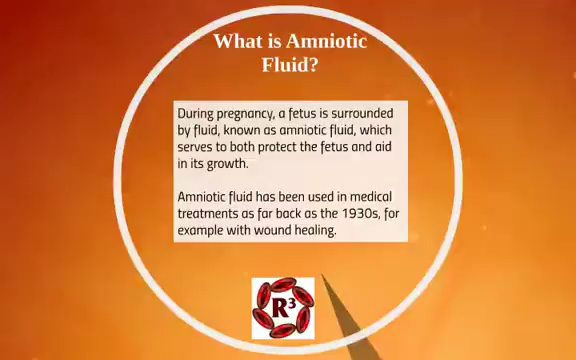 What is Amniotic
Fluid?
During pregnancy, a fetus is surrounded
by fluid, known as amniotic fluid, which
serves to both protect the fetus and aid
in its growth.
Amniotic fluid has been used in medical
treatments as far back as the 1930s, for
example with wound healing.
R³